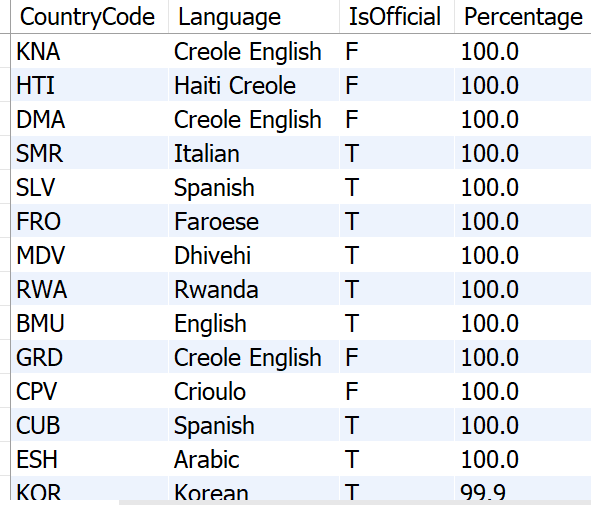 CountryCode Language IsOfficial Percentage
KNA Creole English F 100.0
HTI Haiti Creole F 100.0
DMA Creole English F 100.0
SMR Italian T 100.0
SLV Spanish T 100.0
FRO Faroese T 100.0
MDV Dhivehi T 100.0
RWA Rwanda T 100.0
BMU English T 100.0
GRD Creole English F 100.0
CPV Crioulo F 100.0
CUB Spanish T 100.0
ESH Arabic T 100.0
KOR Korean T 99.9